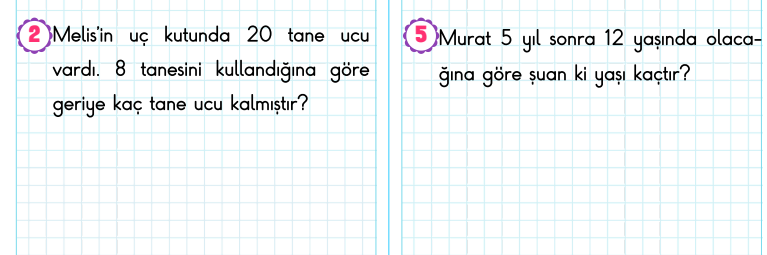 2 Melis'in uç kutunda 20 tane ucu
vardı. 8 tanesini kullandığına göre
geriye kaç tane ucu kalmıştır?
5 Murat 5 yıl sonra 12 yaşında olaca-
ğına göre şuan ki yaşı kaçtır?